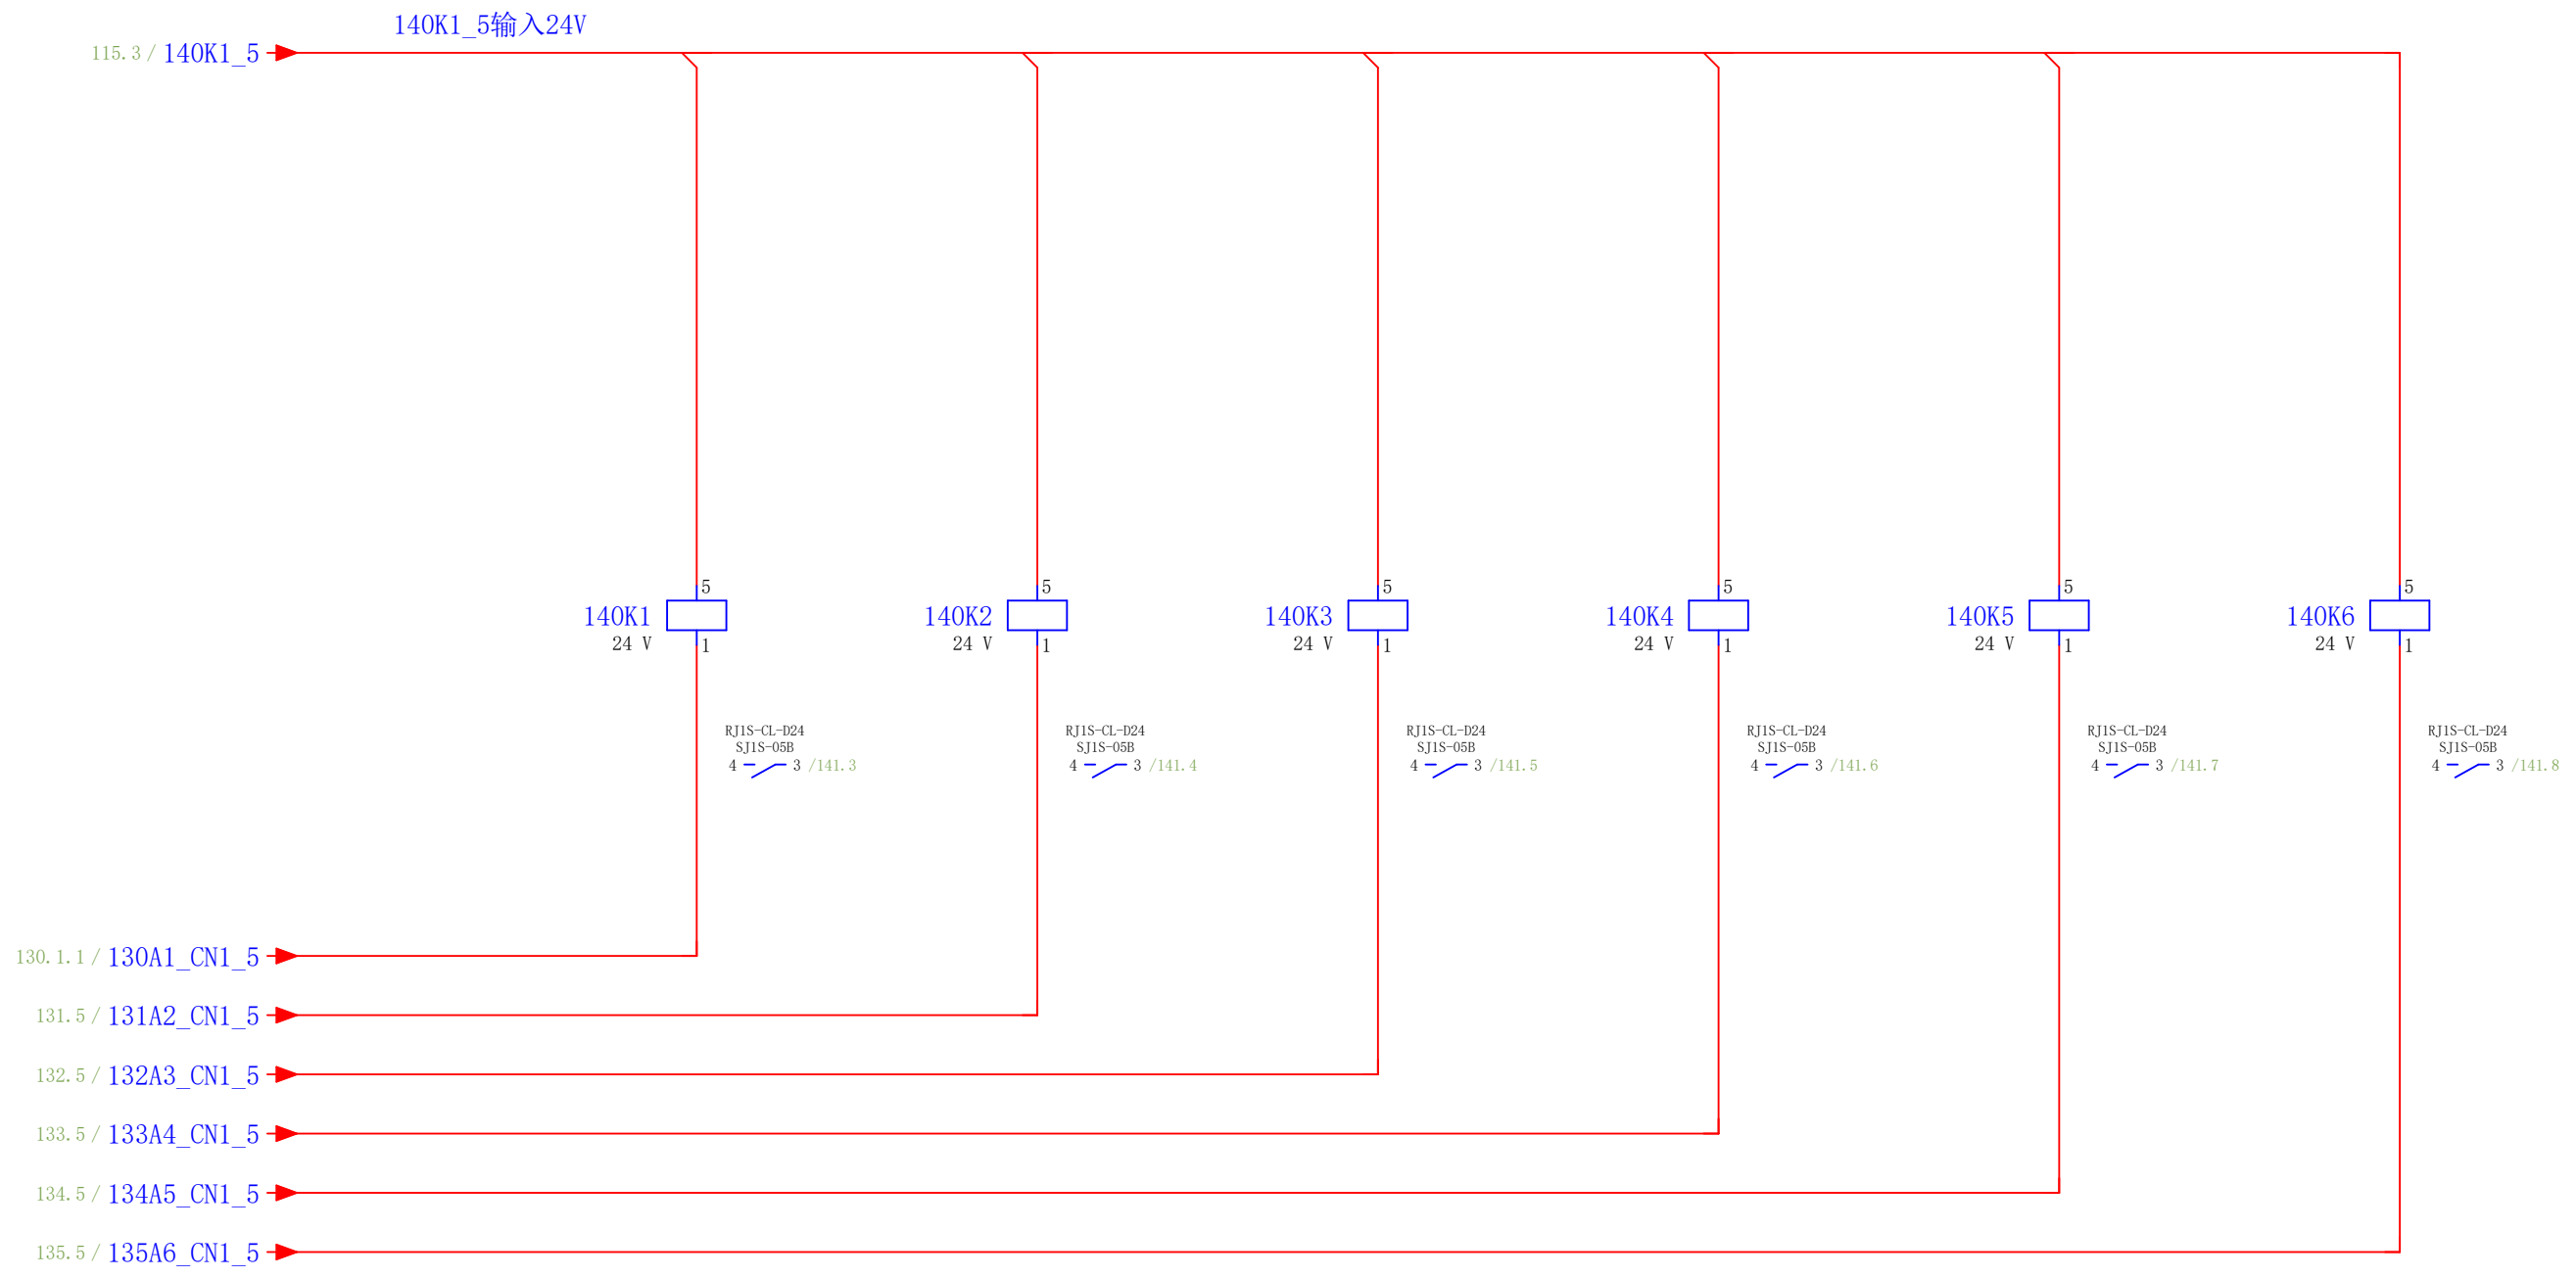 140K1_5输入24V
115.3 / 140K1_5
5 5 5 5 5 5
140K1 140K2 140K3 140K4 140K5 140K6
24 V 24 V 24 V 24 V 24 V 24 V
1 1 1 1 1 1
RJ1S-CL-D24 RJ1S-CL-D24 RJ1S-CL-D24 RJ1S-CL-D24 RJ1S-CL-D24 RJ1S-CL-D24
SJ1S-05B SJ1S-05B SJ1S-05B SJ1S-05B SJ1S-05B SJ1S-05B
4 3 /141.3 4 3 /141.4 4 3 /141.5 4 3 /141.6 4 3 /141.7 4 3 /141.8
130.1.1 / 130A1_CN1_5
131.5 / 131A2_CN1_5
132.5 / 132A3_CN1_5
133.5 / 133A4_CN1_5
134.5 / 134A5_CN1_5
135.5 / 135A6_CN1_5